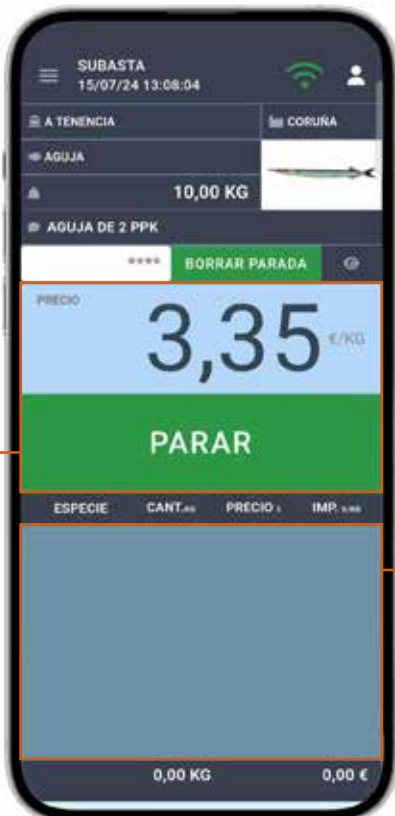 SUBASTA
15/07/24 13:08:04
A TENENCIA
CORUÑA
AGUJA
10,00 KG
AGUJA DE 2 PPK
**** BORRAR PARADA
PRECIO
3,35 €/KG
PARAR
ESPECIE CANT. PRECIO IMP.
0,00 KG 0,00 €